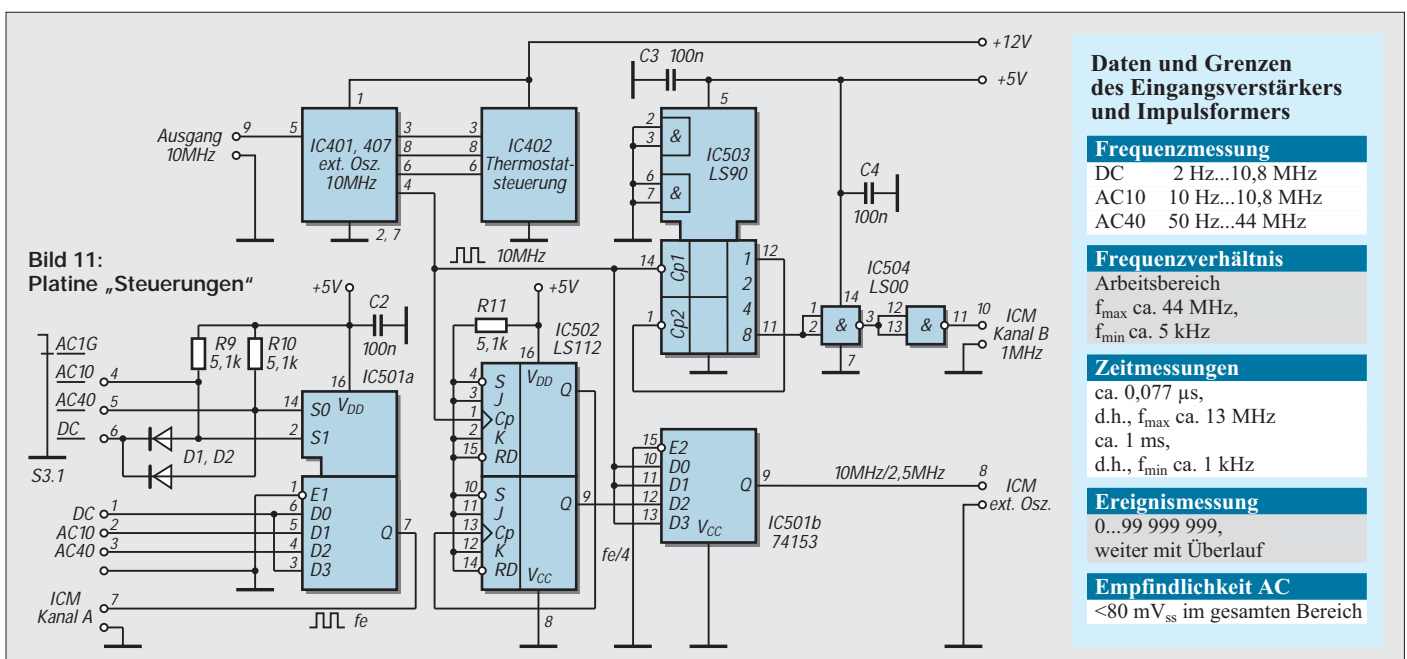 +12V
C3 100n
+5V
1
5
Ausgang
10MHz
9
5
IC401, 407
ext. Osz.
10MHz
3
8
6
4
3
8
6
IC402
Thermostat-
steuerung
2, 7
2
3
&
6
7
&
IC503
LS90
C4
100n
Bild 11:
Platine „Steuerungen“
10MHz
14
Cp1
1
Cp2
1
2
4
8
12
11
IC504
LS00
14
1
2
&
3
7
12
13
&
11
10
ICM
Kanal B
1MHz
+5V
C2
100n
R9
5,1k
R10
5,1k
AC1G
AC10
4
AC40
5
DC
6
S3.1
D1, D2
IC501a
16
VDD
14
S0
2
S1
DC
1
AC10
2
AC40
3
1
E1
6
D0
5
D1
4
D2
3
D3
Q
7
ICM
Kanal A
7
fe
+5V
R11
5,1k
IC502
LS112
16
VDD
4
S
3
J
1
Cp
2
K
15
RD
Q
10
S
11
J
13
Cp
12
K
14
RD
Q
9
VCC
8
fe/4
15
E2
10
D0
11
D1
12
D2
13
D3
VCC
Q
9
IC501b
74153
10MHz/2,5MHz
8
ICM
ext. Osz.
Daten und Grenzen
des Eingangsverstärkers
und Impulsformers
Frequenzmessung
DC 2 Hz...10,8 MHz
AC10 10 Hz...10,8 MHz
AC40 50 Hz...44 MHz
Frequenzverhältnis
Arbeitsbereich
fmax ca. 44 MHz,
fmin ca. 5 kHz
Zeitmessungen
ca. 0,077 µs,
d.h., fmax ca. 13 MHz
ca. 1 ms,
d.h., fmin ca. 1 kHz
Ereignismessung
0...99 999 999,
weiter mit Überlauf
Empfindlichkeit AC
<80 mVss im gesamten Bereich